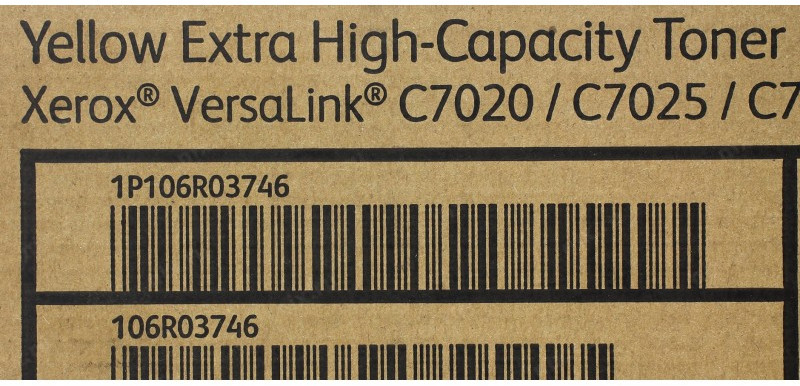 Yellow Extra High-Capacity Toner
Xerox® VersaLink® C7020 / C7025 / C7
1P106R03746
106R03746